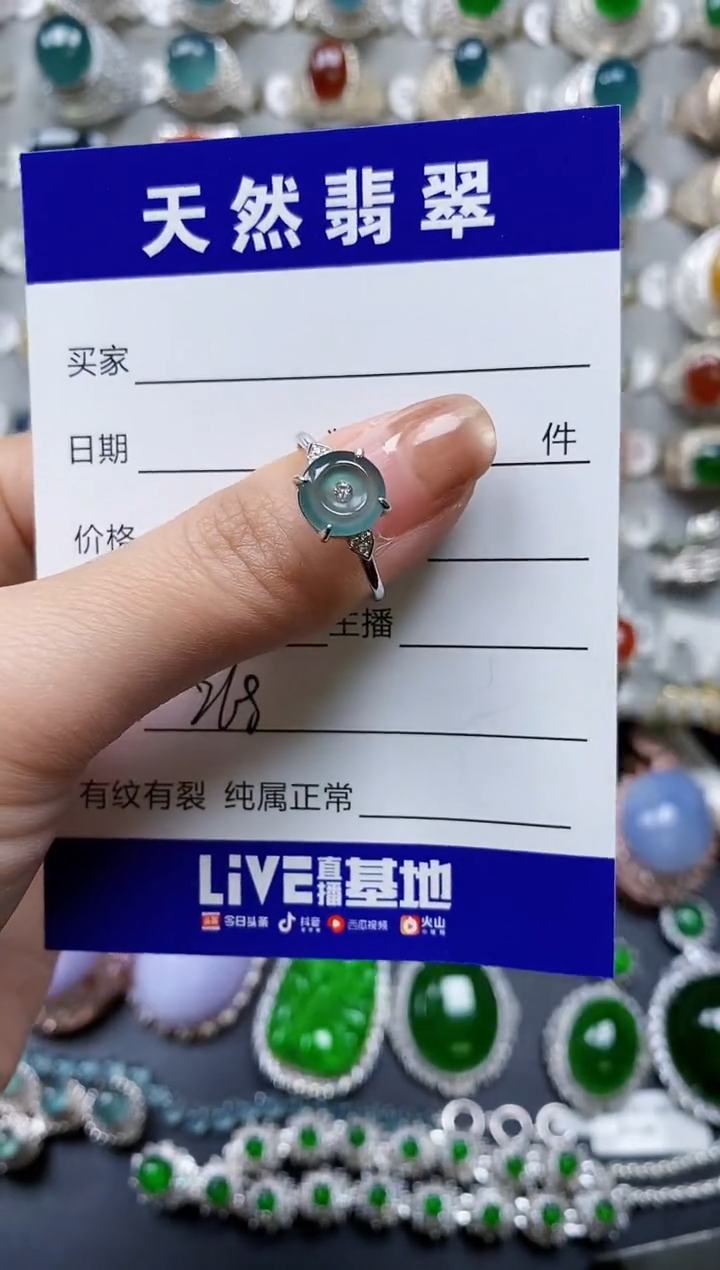 天然翡翠
买家
日期 件
价格
主播
268
有纹有裂 纯属正常
LiVE直播基地
今日头条 抖音 西瓜视频 火山